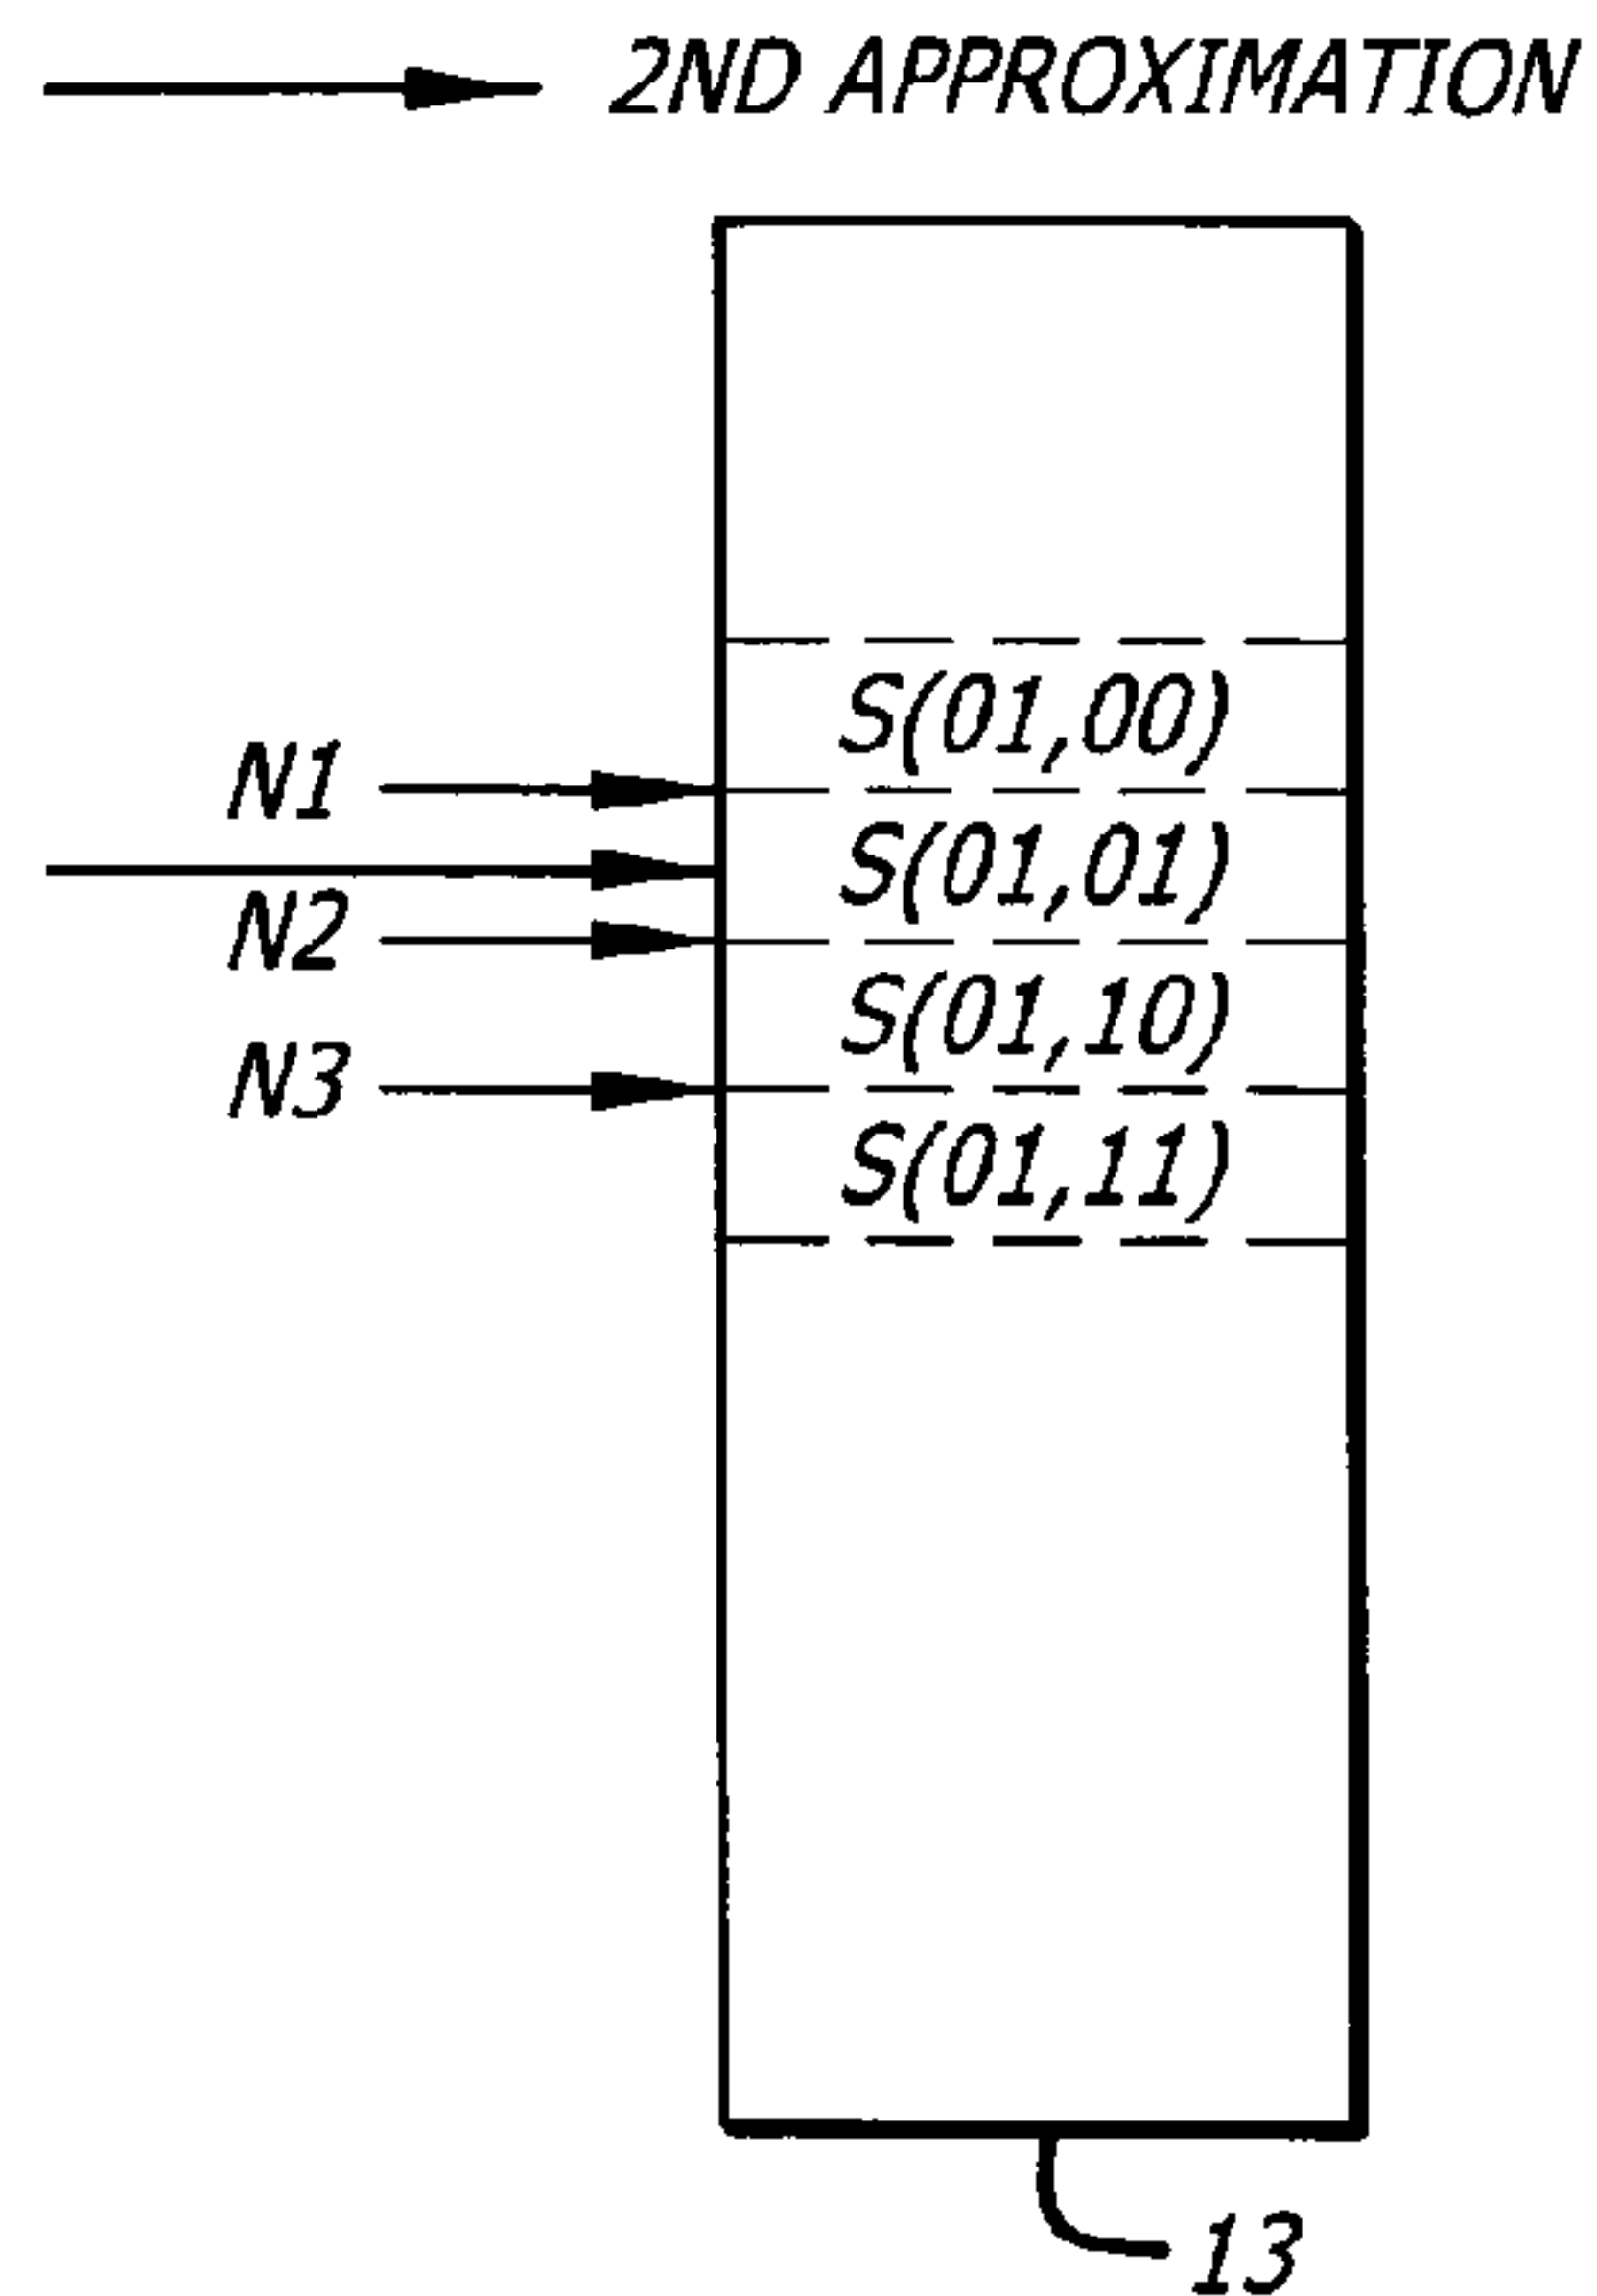 2ND APPROXIMATION
S(01,00)
N1
S(01,01)
N2
S(01,10)
N3
S(01,11)
13